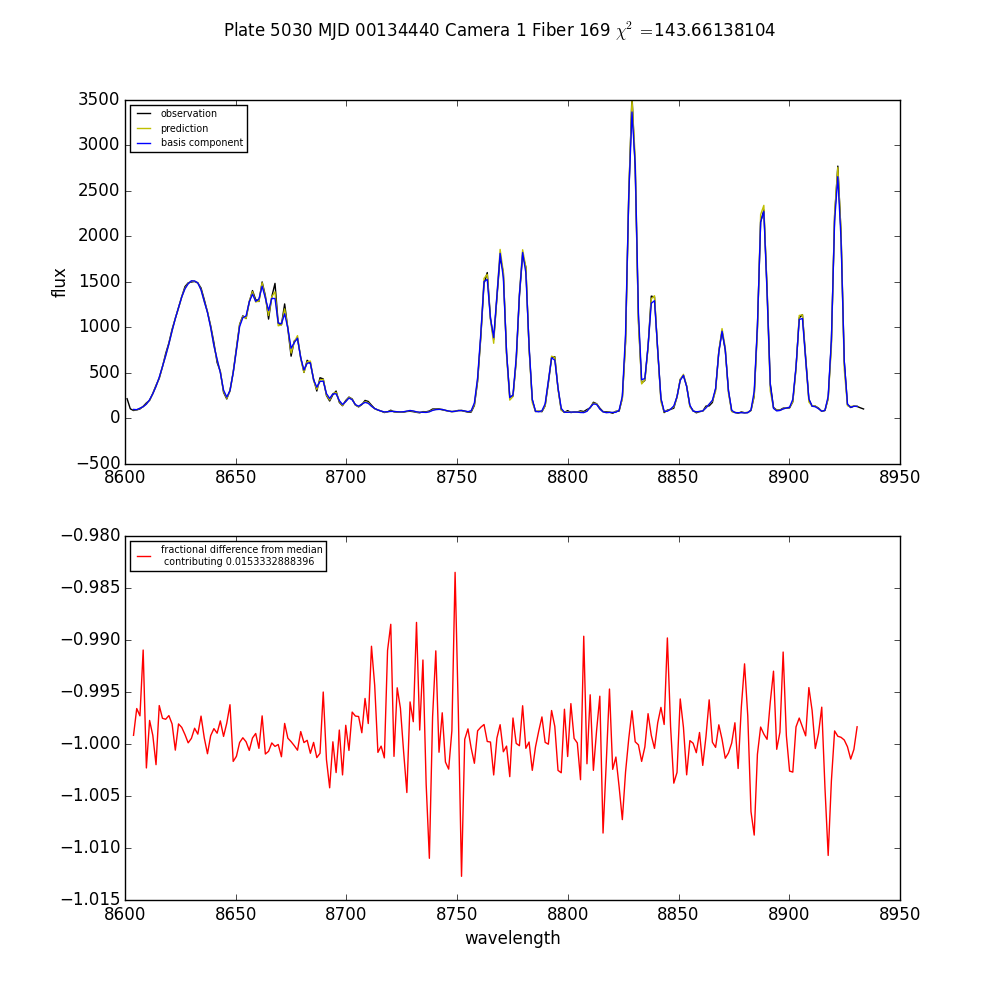 Plate 5030 MJD 00134440 Camera 1 Fiber 169 χ² =143.66138104
3500
3000
2500
2000
1500
1000
500
0
−500
flux
observation
prediction
basis component
8600 8650 8700 8750 8800 8850 8900 8950
−0.980
−0.985
−0.990
−0.995
−1.000
−1.005
−1.010
−1.015
fractional difference from median
contributing 0.0153332888396
8600 8650 8700 8750 8800 8850 8900 8950
wavelength